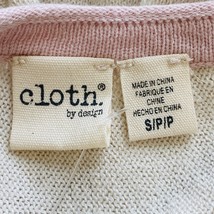 cloth.®
by design
MADE IN CHINA
FABRIQUÉ EN
CHINE
HECHO EN CHINA
S/P/P